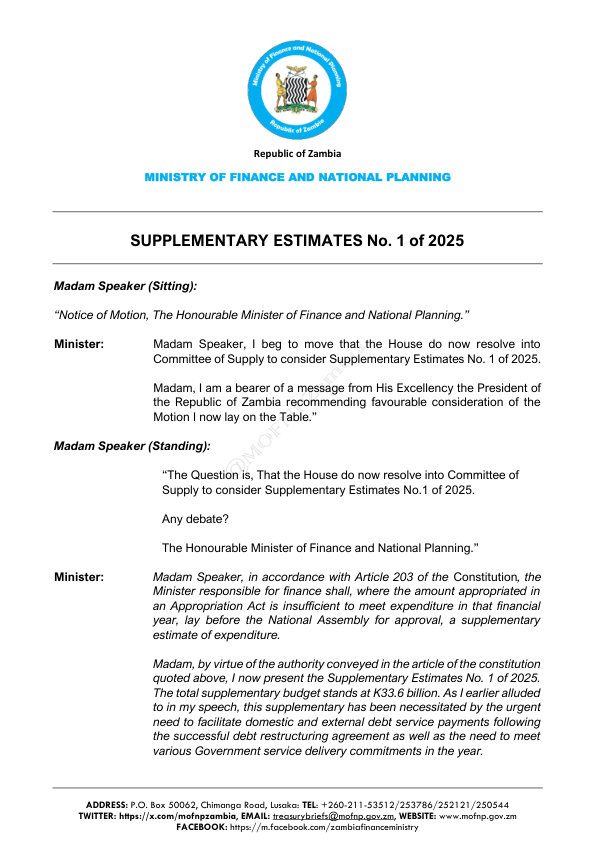 Ministry of Finance and National Planning
Republic of Zambia
Republic of Zambia
MINISTRY OF FINANCE AND NATIONAL PLANNING
SUPPLEMENTARY ESTIMATES No. 1 of 2025
Madam Speaker (Sitting):
“Notice of Motion, The Honourable Minister of Finance and National Planning.”
Minister: Madam Speaker, I beg to move that the House do now resolve into
Committee of Supply to consider Supplementary Estimates No. 1 of 2025.
Madam, I am a bearer of a message from His Excellency the President of
the Republic of Zambia recommending favourable consideration of the
Motion I now lay on the Table.”
Madam Speaker (Standing):
“The Question is, That the House do now resolve into Committee of
Supply to consider Supplementary Estimates No.1 of 2025.
Any debate?
The Honourable Minister of Finance and National Planning.”
Minister: Madam Speaker, in accordance with Article 203 of the Constitution, the
Minister responsible for finance shall, where the amount appropriated in
an Appropriation Act is insufficient to meet expenditure in that financial
year, lay before the National Assembly for approval, a supplementary
estimate of expenditure.
Madam, by virtue of the authority conveyed in the article of the constitution
quoted above, I now present the Supplementary Estimates No. 1 of 2025.
The total supplementary budget stands at K33.6 billion. As I earlier alluded
to in my speech, this supplementary has been necessitated by the urgent
need to facilitate domestic and external debt service payments following
the successful debt restructuring agreement as well as the need to meet
various Government service delivery commitments in the year.
ADDRESS: P.O. Box 50062, Chimanga Road, Lusaka: TEL: +260-211-53512/253786/252121/250544
TWITTER: https://x.com/mofnpzambia, EMAIL: treasurybriefs@mofnp.gov.zm, WEBSITE: www.mofnp.gov.zm
FACEBOOK: https://m.facebook.com/zambiafinanceministry